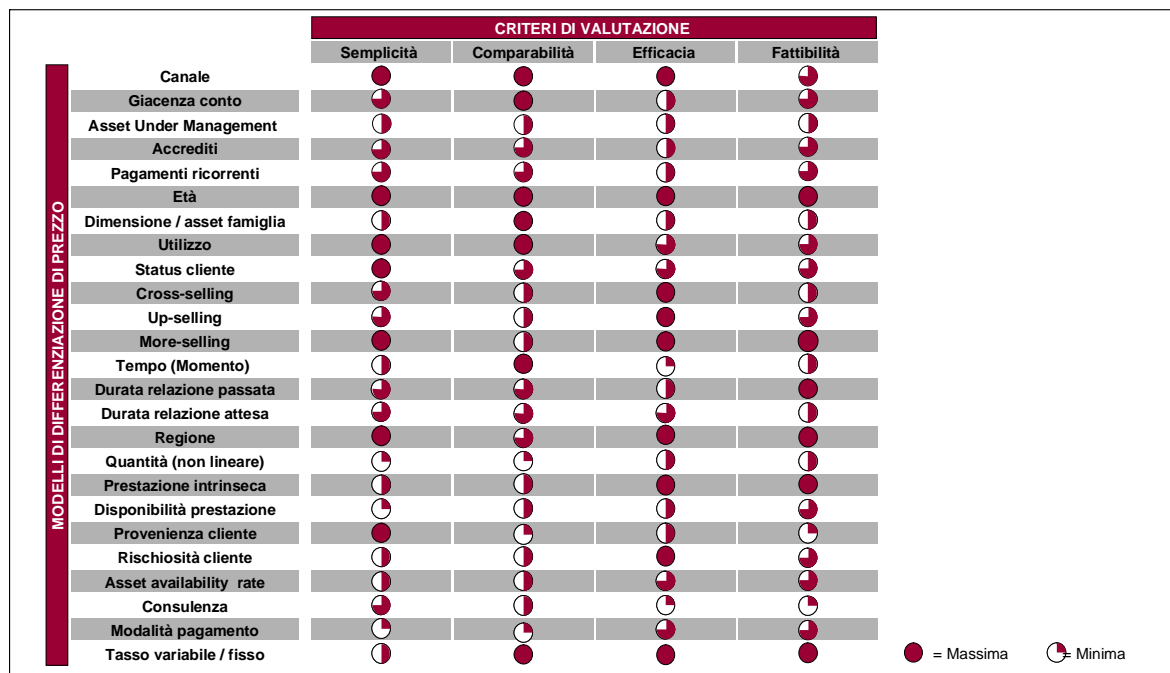 CRITERI DI VALUTAZIONE
Semplicità Comparabilità Efficacia Fattibilità
MODELLI DI DIFFERENZIAZIONE DI PREZZO
Canale
Giacenza conto
Asset Under Management
Accrediti
Pagamenti ricorrenti
Età
Dimensione / asset famiglia
Utilizzo
Status cliente
Cross-selling
Up-selling
More-selling
Tempo (Momento)
Durata relazione passata
Durata relazione attesa
Regione
Quantità (non lineare)
Prestazione intrinseca
Disponibilità prestazione
Provenienza cliente
Rischiosità cliente
Asset availability rate
Consulenza
Modalità pagamento
Tasso variabile / fisso
= Massima = Minima